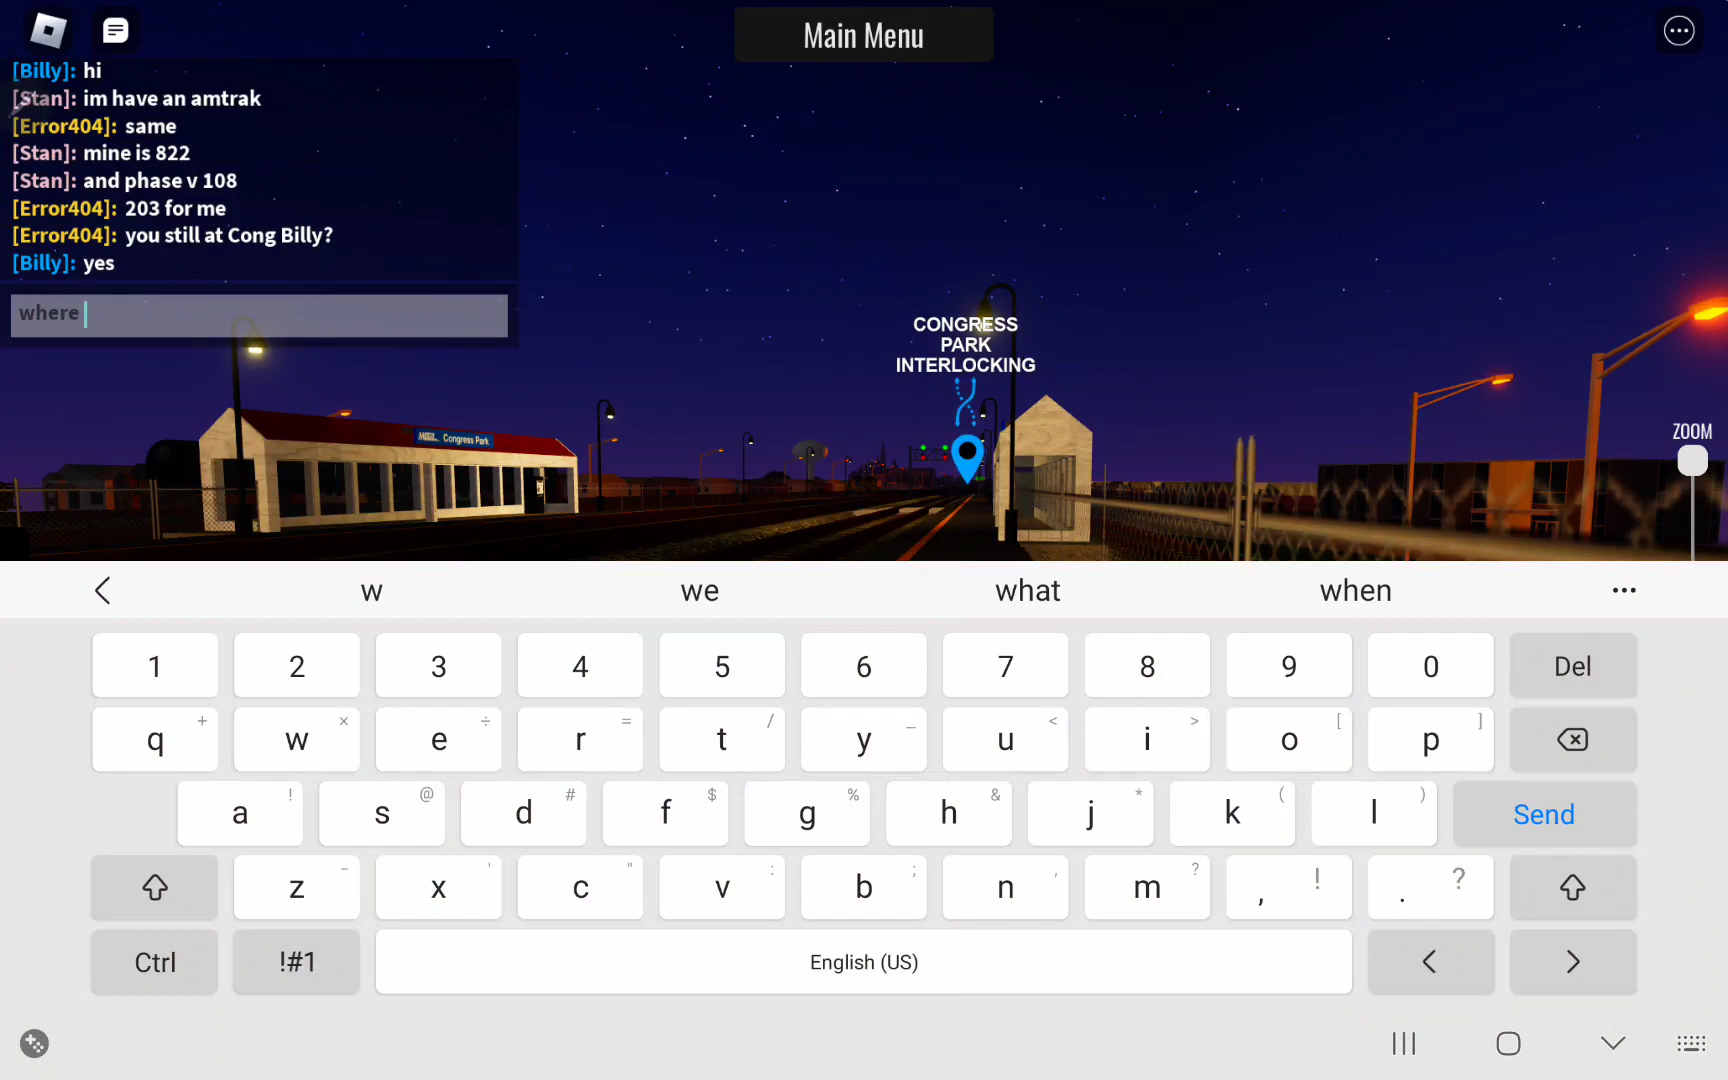 Main Menu
[Billy]: hi
[Stan]: im have an amtrak
[Error404]: same
[Stan]: mine is 822
[Stan]: and phase v 108
[Error404]: 203 for me
[Error404]: you still at Cong Billy?
[Billy]: yes
where
CONGRESS
PARK
INTERLOCKING
Congress Park
ZOOM
w we what when
1 2 3 4 5 6 7 8 9 0 Del
q + w × e ÷ r = t / y _ u < i > o [ p ]
a ! s @ d # f $ g % h & j * k ( l ) Send
z - x ' c " v : b ; n , m ? , ! . ?
Ctrl !#1 English (US) < >